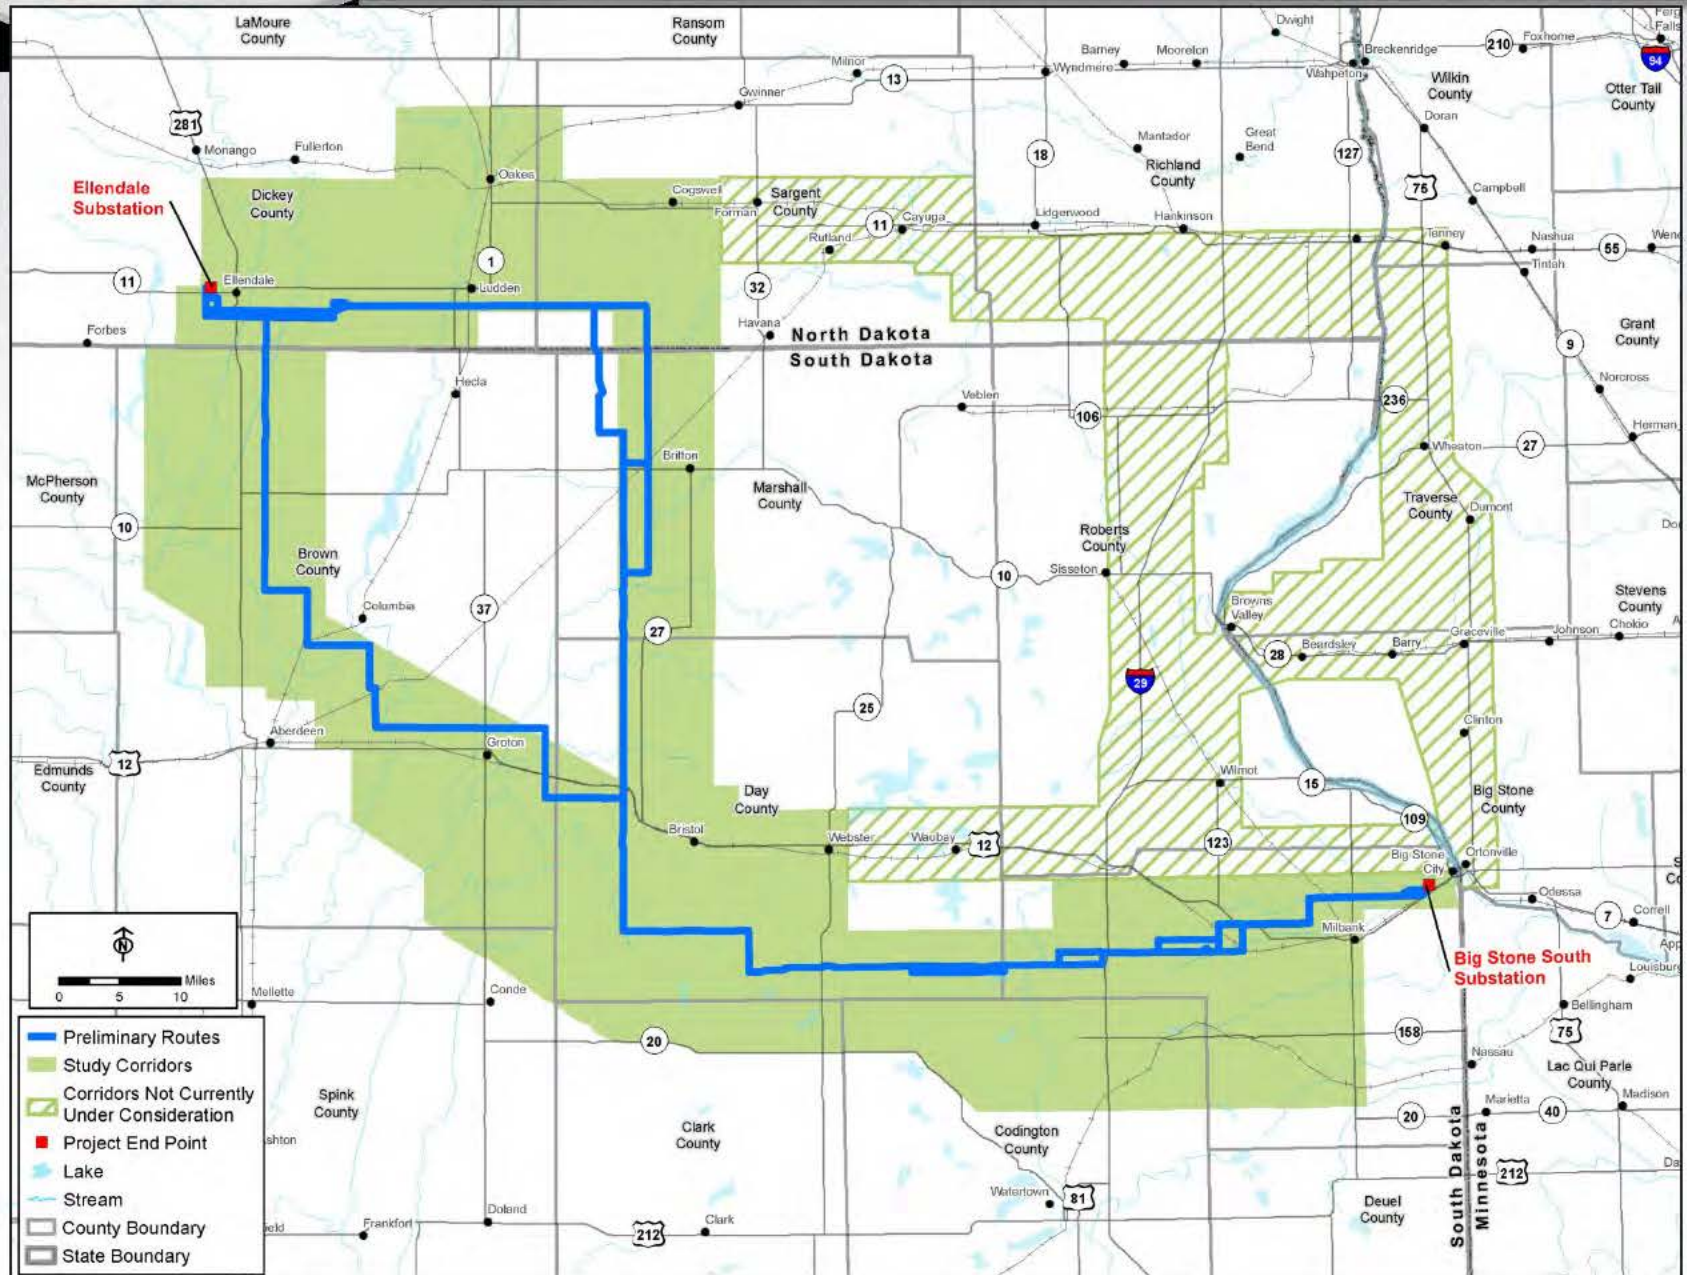 LaMoure
County
Ransom
County
Dwight
Breckenridge
210
Foxhome
Falls
94
Barney
Mooreton
Milnor
13
Wyndmere
Wahpeton
Wilkin
County
Otter Tail
County
Gwinner
281
Monango
Fullerton
18
Mantador
Great
Bend
Richland
County
127
Doran
75
Campbell
Ellendale
Substation
Dickey
County
Oakes
Cogswell
Forman
Sargent
County
11
Cayuga
Rutland
Lidgerwood
Hankinson
Tenney
Nashua
55
Tintah
11
Ellendale
1
Ludden
32
Havana
Forbes
North Dakota
South Dakota
Grant
County
9
Norcross
Hecla
Veblen
106
236
Herman
Wheaton
27
McPherson
County
Britton
Marshall
County
Traverse
County
Dumont
10
Roberts
County
Brown
County
10
Sisseton
Columbia
37
27
Browns
Valley
Stevens
County
28
Beardsley
Barry
Graceville
Johnson
Chokio
29
25
Clinton
Aberdeen
Groton
12
Edmunds
County
Day
County
Wilmot
15
Big Stone
County
109
Bristol
Webster
Waubay
12
123
Big Stone
City
Ortonville
Odessa
7
Correll
Milbank
Big Stone South
Substation
Louisburg
N
Miles
0
5
10
Mellette
Conde
Bellingham
75
158
20
Nassau
Lac Qui Parle
County
Marietta
40
Madison
20
Preliminary Routes
Study Corridors
Corridors Not Currently
Under Consideration
Project End Point
Lake
Stream
County Boundary
State Boundary
Spink
County
Clark
County
Codington
County
South Dakota
Minnesota
212
Watertown
81
Deuel
County
Frankfort
Doland
212
Clark